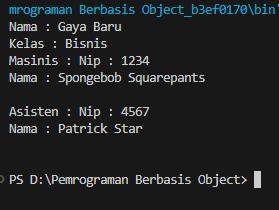 mrograman Berbasis Object_b3ef0170\bin'
Nama : Gaya Baru
Kelas : Bisnis
Masinis : Nip : 1234
Nama : Spongebob Squarepants
Asisten : Nip : 4567
Nama : Patrick Star
PS D:\Pemrograman Berbasis Object>